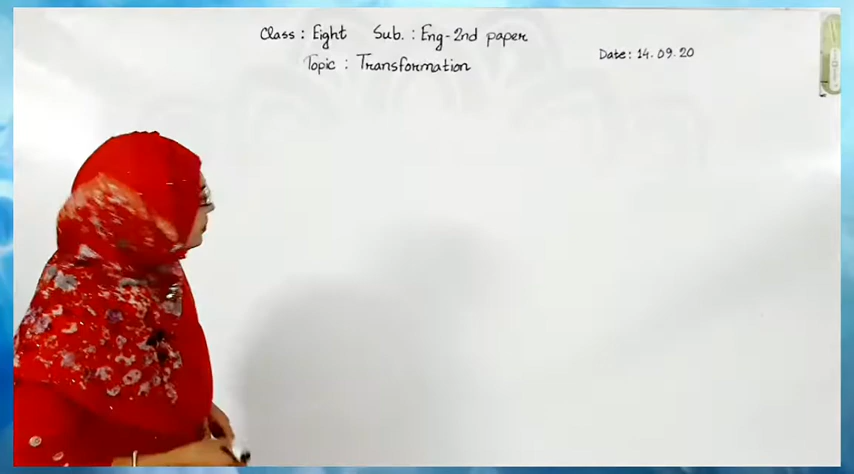 Class : Eight Sub. : Eng-2nd paper
Topic : Transformation
Date: 14.09.20